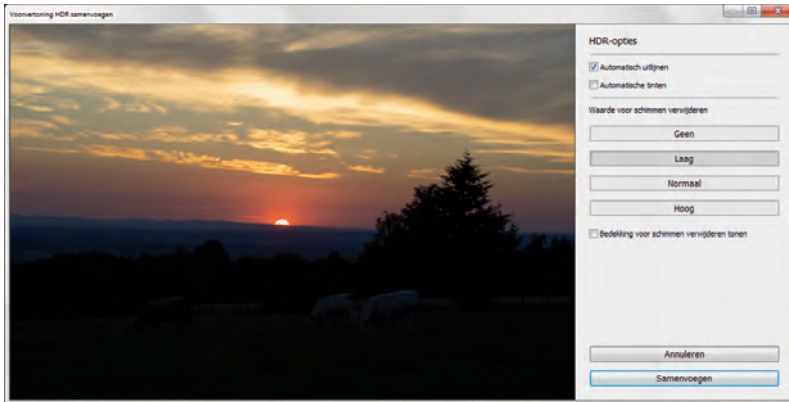 Voorvertoning HDR samenvoegen
HDR-opties
Automatisch uitlijnen
Automatische tinten
Waarde voor schimmen verwijderen
Geen
Laag
Normaal
Hoog
Bedekking voor schimmen verwijderen tonen
Annuleren
Samenvoegen